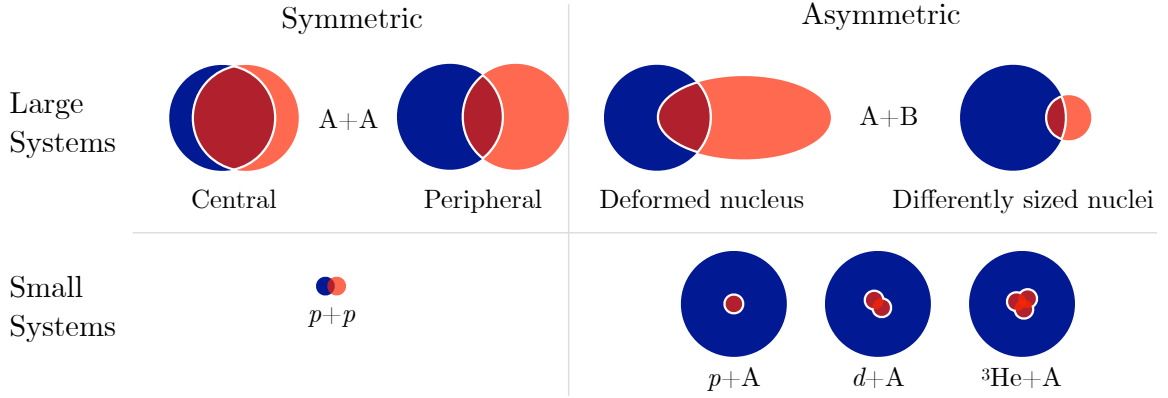 Symmetric
Asymmetric
Large
Systems
A+A
A+B
Central
Peripheral
Deformed nucleus
Differently sized nuclei
Small
Systems
p+p
p+A
d+A
³He+A